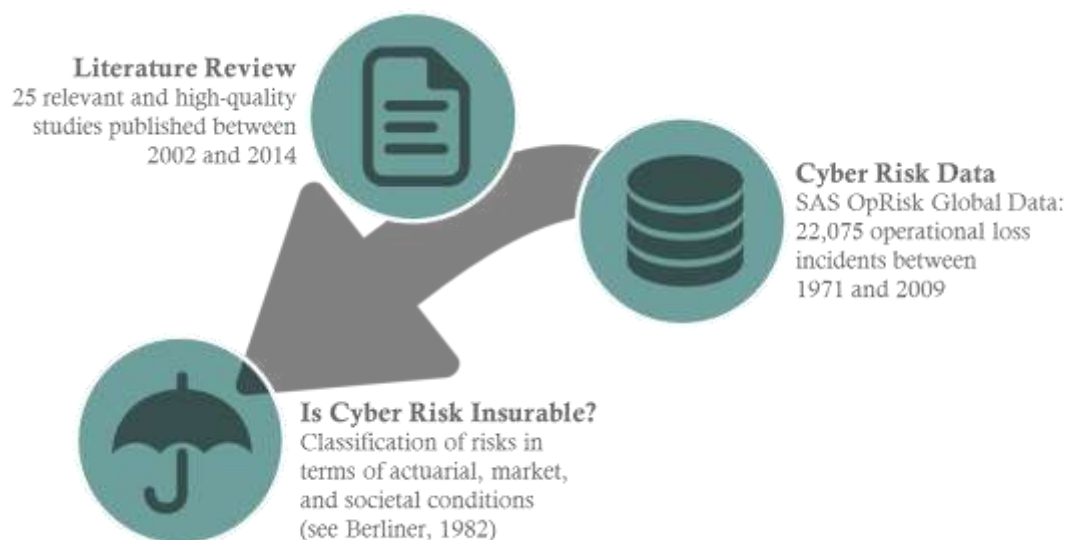 Literature Review
25 relevant and high-quality
studies published between
2002 and 2014
Cyber Risk Data
SAS OpRisk Global Data:
22,075 operational loss
incidents between
1971 and 2009
Is Cyber Risk Insurable?
Classification of risks in
terms of actuarial, market,
and societal conditions
(see Berliner, 1982)